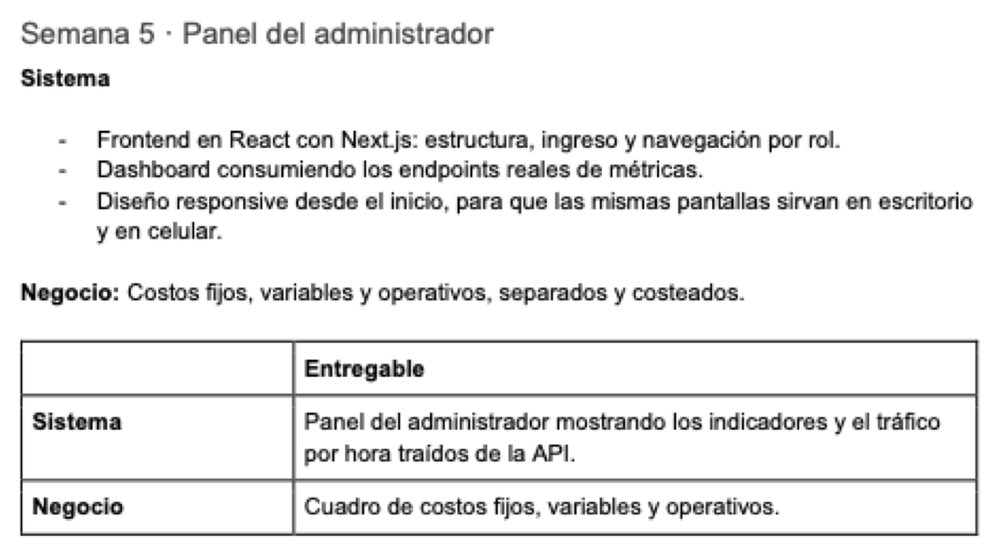 Semana 5 · Panel del administrador
Sistema
- Frontend en React con Next.js: estructura, ingreso y navegación por rol.
- Dashboard consumiendo los endpoints reales de métricas.
- Diseño responsive desde el inicio, para que las mismas pantallas sirvan en escritorio
y en celular.
Negocio: Costos fijos, variables y operativos, separados y costeados.
Entregable
Sistema
Panel del administrador mostrando los indicadores y el tráfico
por hora traídos de la API.
Negocio
Cuadro de costos fijos, variables y operativos.